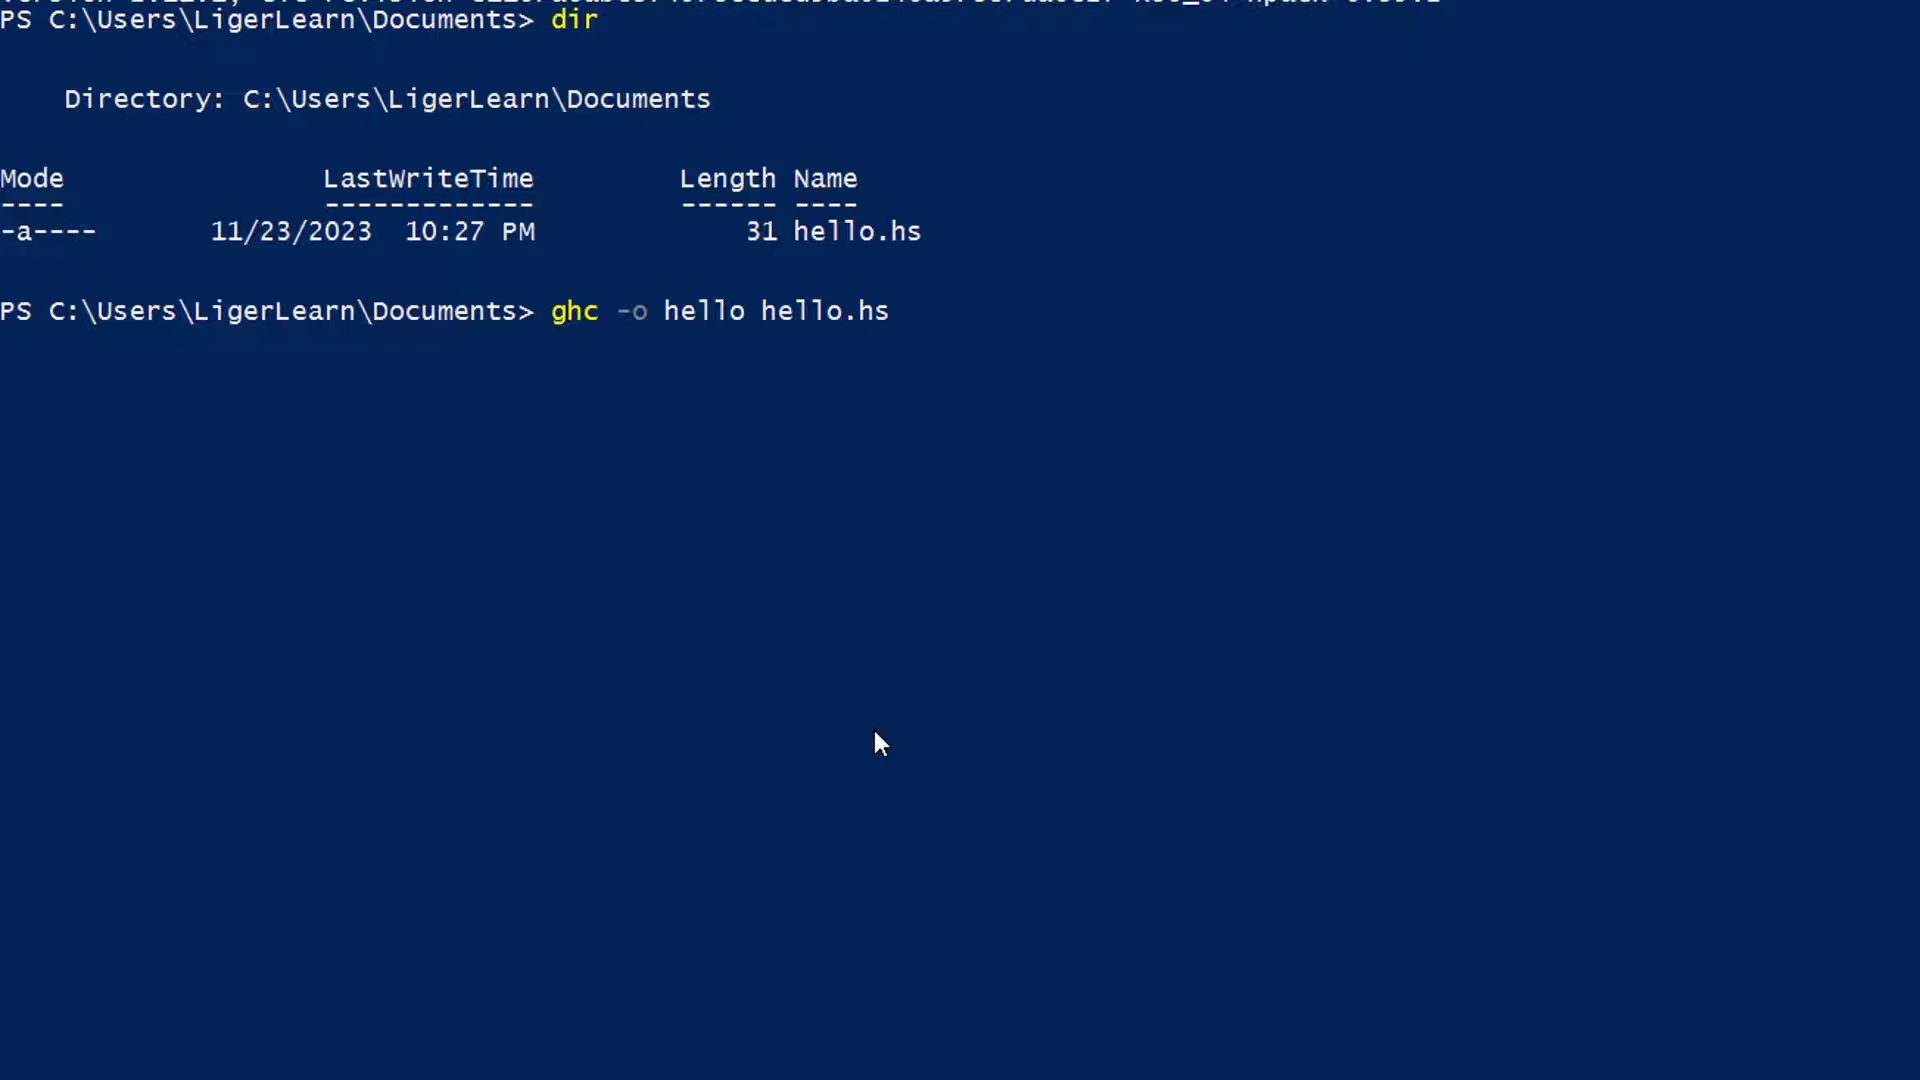 PS C:\Users\LigerLearn\Documents> dir
Directory: C:\Users\LigerLearn\Documents
Mode LastWriteTime Length Name
---- ------------- ------ ----
-a---- 11/23/2023 10:27 PM 31 hello.hs
PS C:\Users\LigerLearn\Documents> ghc -o hello hello.hs